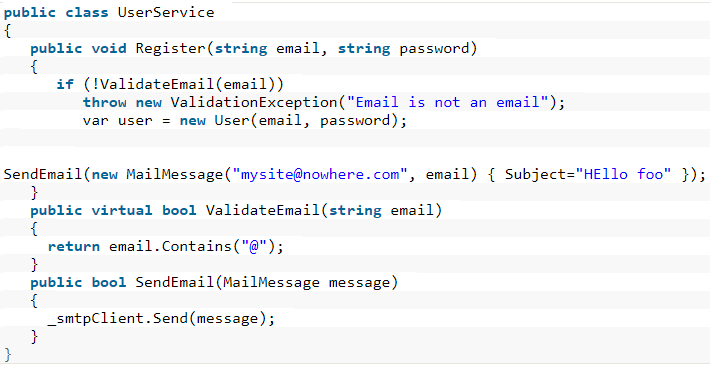 public class UserService
{
public void Register(string email, string password)
{
if (!ValidateEmail(email))
throw new ValidationException("Email is not an email");
var user = new User(email, password);
SendEmail(new MailMessage("mysite@nowhere.com", email) { Subject="HEllo foo" });
}
public virtual bool ValidateEmail(string email)
{
return email.Contains("@");
}
public bool SendEmail(MailMessage message)
{
_smtpClient.Send(message);
}
}